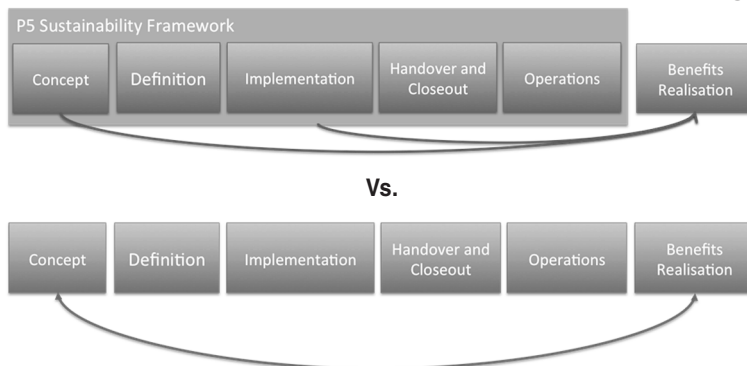 P5 Sustainability Framework
Concept
Definition
Implementation
Handover and
Closeout
Operations
Benefits
Realisation
Vs.
Concept
Definition
Implementation
Handover and
Closeout
Operations
Benefits
Realisation